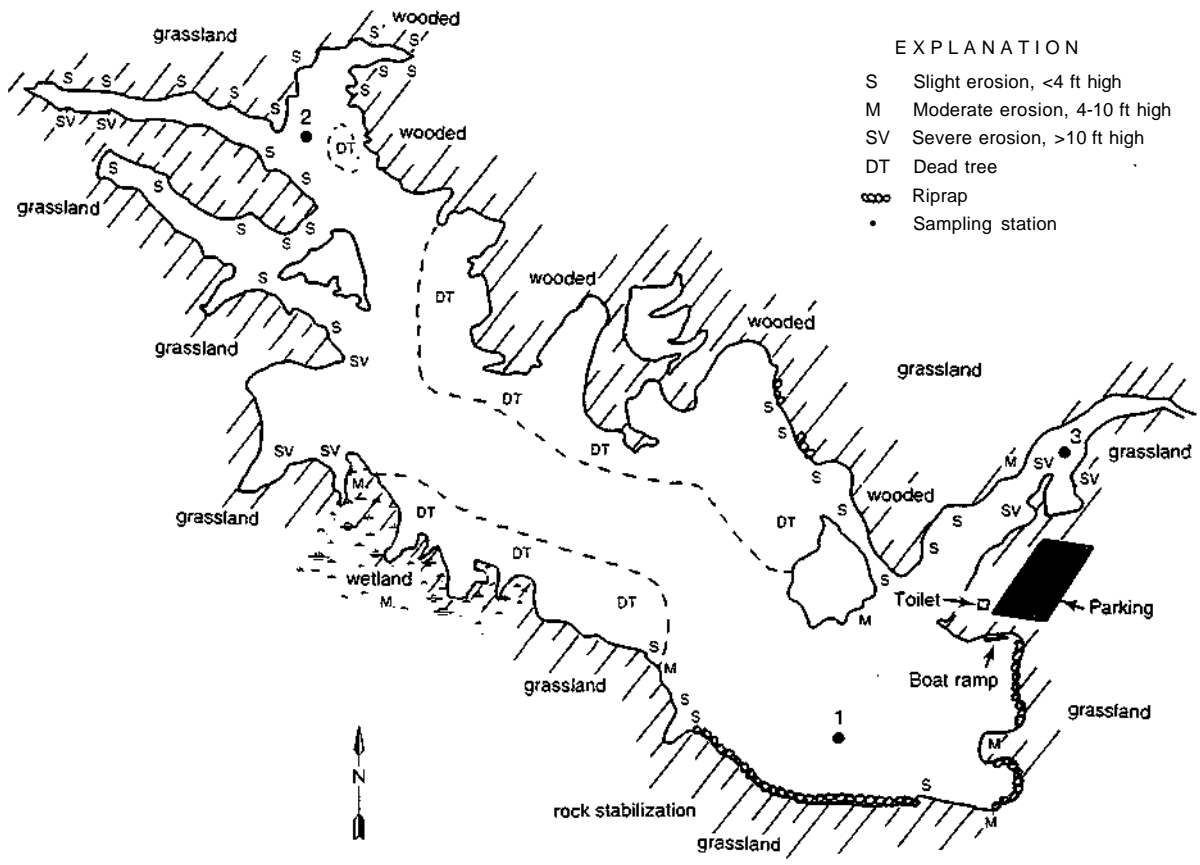 wooded
grassland
S S S S S S S S S S S
2
SV SV
S
DT
wooded
grassland
S S S S S S
S
wooded
DT
grassland
S
SV
wooded
grassland
DT
S
S
DT
S
SV SV
M
grassland
DT
DT
wetland
M
DT
S
M
grassland
S
S
S
wooded
DT
S
M
S
S
M SV
3
SV
SV
grassland
Toilet
Parking
Boat ramp
grassland
1
M
S
M
rock stabilization
grassland
N
EXPLANATION
S Slight erosion, <4 ft high
M Moderate erosion, 4-10 ft high
SV Severe erosion, >10 ft high
DT Dead tree
Riprap
Sampling station